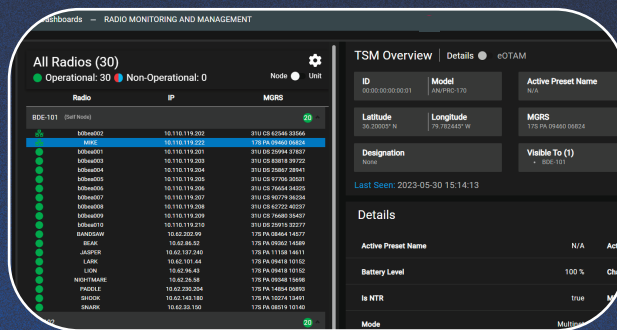 Dashboards — RADIO MONITORING AND MANAGEMENT
All Radios (30)
Operational: 30 Non-Operational: 0 Node Unit
Radio IP MGRS
BDE-101 (Self Node) 20
b0bea002 10.110.119.202 31U CS 62546 33566
MIKE 10.110.119.222 17S PA 09460 06824
b0bea001 10.110.119.201 31U DS 25994 37837
b0bea003 10.110.119.203 31U CS 83818 39722
b0bea004 10.110.119.204 31U DS 25867 28941
b0bea005 10.110.119.205 31U CS 97706 30531
b0bea006 10.110.119.206 31U CS 76654 34325
b0bea007 10.110.119.207 31U CS 90779 36234
b0bea008 10.110.119.208 31U CS 62722 40237
b0bea009 10.110.119.209 31U CS 76680 35437
b0bea010 10.110.119.210 31U DS 25915 32277
BANDSAW 10.62.202.99 17S PA 08464 14577
BEAK 10.62.86.52 17S PA 09362 14589
JASPER 10.62.137.240 17S PA 11158 14611
LARK 10.62.101.44 17S PA 09418 10152
LION 10.62.96.43 17S PA 09418 10152
NIGHTMARE 10.62.26.58 17S PA 09348 15698
PADDLE 10.62.230.204 17S PA 14854 06893
SHOOK 10.62.143.180 17S PA 10274 13491
SNARK 10.62.33.150 17S PA 08519 10140
20
TSM Overview Details eOTAM
ID Model Active Preset Name
00:00:00:00:00:01 AN/PRC-170 N/A
Latitude Longitude MGRS
36.20005° N 79.782445° W 17S PA 09460 06824
Designation Visible To (1)
None • BDE-101
Last Seen: 2023-05-30 15:14:13
Details
Active Preset Name N/A
Battery Level 100 %
Is NTR true
Mode